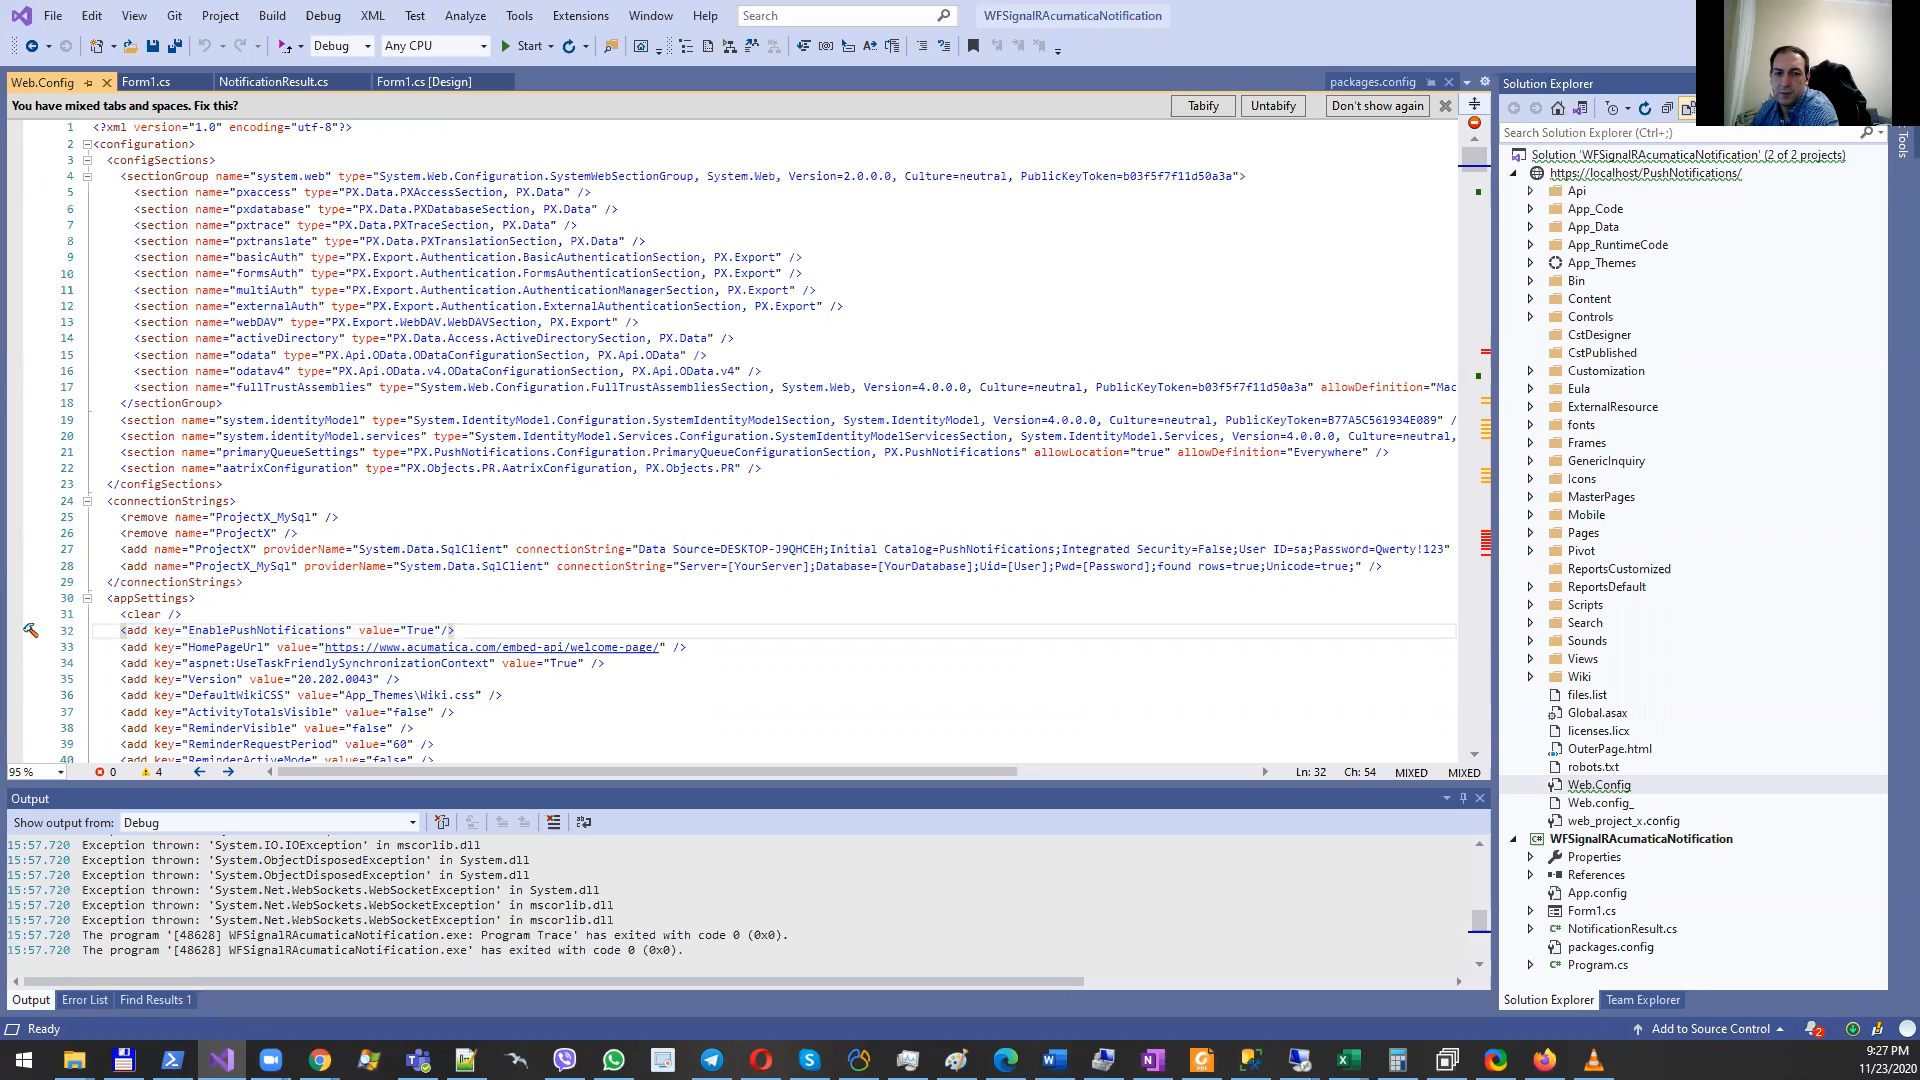 File Edit View Git Project Build Debug XML Test Analyze Tools Extensions Window Help Search WFSignalRAcumaticaNotification
Debug Any CPU Start
Web.Config Form1.cs NotificationResult.cs Form1.cs [Design] packages.config
You have mixed tabs and spaces. Fix this? Tabify Untabify Don't show again
1 <?xml version="1.0" encoding="utf-8"?>
2 <configuration>
3 <configSections>
4 <sectionGroup name="system.web" type="System.Web.Configuration.SystemWebSectionGroup, System.Web, Version=2.0.0.0, Culture=neutral, PublicKeyToken=b03f5f7f11d50a3a">
5 <section name="pxaccess" type="PX.Data.PXAccessSection, PX.Data" />
6 <section name="pxdatabase" type="PX.Data.PXDatabaseSection, PX.Data" />
7 <section name="pxtrace" type="PX.Data.PXTraceSection, PX.Data" />
8 <section name="pxtranslate" type="PX.Data.PXTranslationSection, PX.Data" />
9 <section name="basicAuth" type="PX.Export.Authentication.BasicAuthenticationSection, PX.Export" />
10 <section name="formsAuth" type="PX.Export.Authentication.FormsAuthenticationSection, PX.Export" />
11 <section name="multiAuth" type="PX.Export.Authentication.AuthenticationManagerSection, PX.Export" />
12 <section name="externalAuth" type="PX.Export.Authentication.ExternalAuthenticationSection, PX.Export" />
13 <section name="webDAV" type="PX.Export.WebDAV.WebDAVSection, PX.Export" />
14 <section name="activeDirectory" type="PX.Data.Access.ActiveDirectorySection, PX.Data" />
15 <section name="odata" type="PX.Api.OData.ODataConfigurationSection, PX.Api.OData" />
16 <section name="odatav4" type="PX.Api.OData.v4.ODataConfigurationSection, PX.Api.OData.v4" />
17 <section name="fullTrustAssemblies" type="System.Web.Configuration.FullTrustAssembliesSection, System.Web, Version=4.0.0.0, Culture=neutral, PublicKeyToken=b03f5f7f11d50a3a" allowDefinition="Mac
18 </sectionGroup>
19 <section name="system.identityModel" type="System.IdentityModel.Configuration.SystemIdentityModelSection, System.IdentityModel, Version=4.0.0.0, Culture=neutral, PublicKeyToken=B77A5C561934E089" /
20 <section name="system.identityModel.services" type="System.IdentityModel.Services.Configuration.SystemIdentityModelServicesSection, System.IdentityModel.Services, Version=4.0.0.0, Culture=neutral,
21 <section name="primaryQueueSettings" type="PX.PushNotifications.Configuration.PrimaryQueueConfigurationSection, PX.PushNotifications" allowLocation="true" allowDefinition="Everywhere" />
22 <section name="aatrixConfiguration" type="PX.Objects.PR.AatrixConfiguration, PX.Objects.PR" />
23 </configSections>
24 <connectionStrings>
25 <remove name="ProjectX_MySql" />
26 <remove name="ProjectX" />
27 <add name="ProjectX" providerName="System.Data.SqlClient" connectionString="Data Source=DESKTOP-J9QHCEH;Initial Catalog=PushNotifications;Integrated Security=False;User ID=sa;Password=Qwerty!123"
28 <add name="ProjectX_MySql" providerName="System.Data.SqlClient" connectionString="Server=[YourServer];Database=[YourDatabase];Uid=[User];Pwd=[Password];found rows=true;Unicode=true;" />
29 </connectionStrings>
30 <appSettings>
31 <clear />
32 <add key="EnablePushNotifications" value="True"/>
33 <add key="HomePageUrl" value="https://www.acumatica.com/embed-api/welcome-page/" />
34 <add key="aspnet:UseTaskFriendlySynchronizationContext" value="True" />
35 <add key="Version" value="20.202.0043" />
36 <add key="DefaultWikiCSS" value="App_Themes\Wiki.css" />
37 <add key="ActivityTotalsVisible" value="false" />
38 <add key="ReminderVisible" value="false" />
39 <add key="ReminderRequestPeriod" value="60" />
40 <add key="ReminderActiveMode" value="false" />
95 % 0 4 Ln: 32 Ch: 54 MIXED MIXED
Output
Show output from: Debug
15:57.720 Exception thrown: 'System.IO.IOException' in mscorlib.dll
15:57.720 Exception thrown: 'System.ObjectDisposedException' in System.dll
15:57.720 Exception thrown: 'System.ObjectDisposedException' in System.dll
15:57.720 Exception thrown: 'System.Net.WebSockets.WebSocketException' in System.dll
15:57.720 Exception thrown: 'System.Net.WebSockets.WebSocketException' in mscorlib.dll
15:57.720 Exception thrown: 'System.Net.WebSockets.WebSocketException' in mscorlib.dll
15:57.720 The program '[48628] WFSignalRAcumaticaNotification.exe: Program Trace' has exited with code 0 (0x0).
15:57.720 The program '[48628] WFSignalRAcumaticaNotification.exe' has exited with code 0 (0x0).
Output Error List Find Results 1
Solution Explorer
Search Solution Explorer (Ctrl+;)
Tools
Solution 'WFSignalRAcumaticaNotification' (2 of 2 projects)
https://localhost/PushNotifications/
Api
App_Code
App_Data
App_RuntimeCode
App_Themes
Bin
Content
Controls
CstDesigner
CstPublished
Customization
Eula
ExternalResource
fonts
Frames
GenericInquiry
Icons
MasterPages
Mobile
Pages
Pivot
ReportsCustomized
ReportsDefault
Scripts
Search
Sounds
Views
Wiki
files.list
Global.asax
licenses.licx
OuterPage.html
robots.txt
Web.Config
Web.config_
web_project_x.config
WFSignalRAcumaticaNotification
Properties
References
App.config
Form1.cs
NotificationResult.cs
packages.config
Program.cs
Solution Explorer Team Explorer
Ready Add to Source Control 2
9:27 PM
11/23/2020